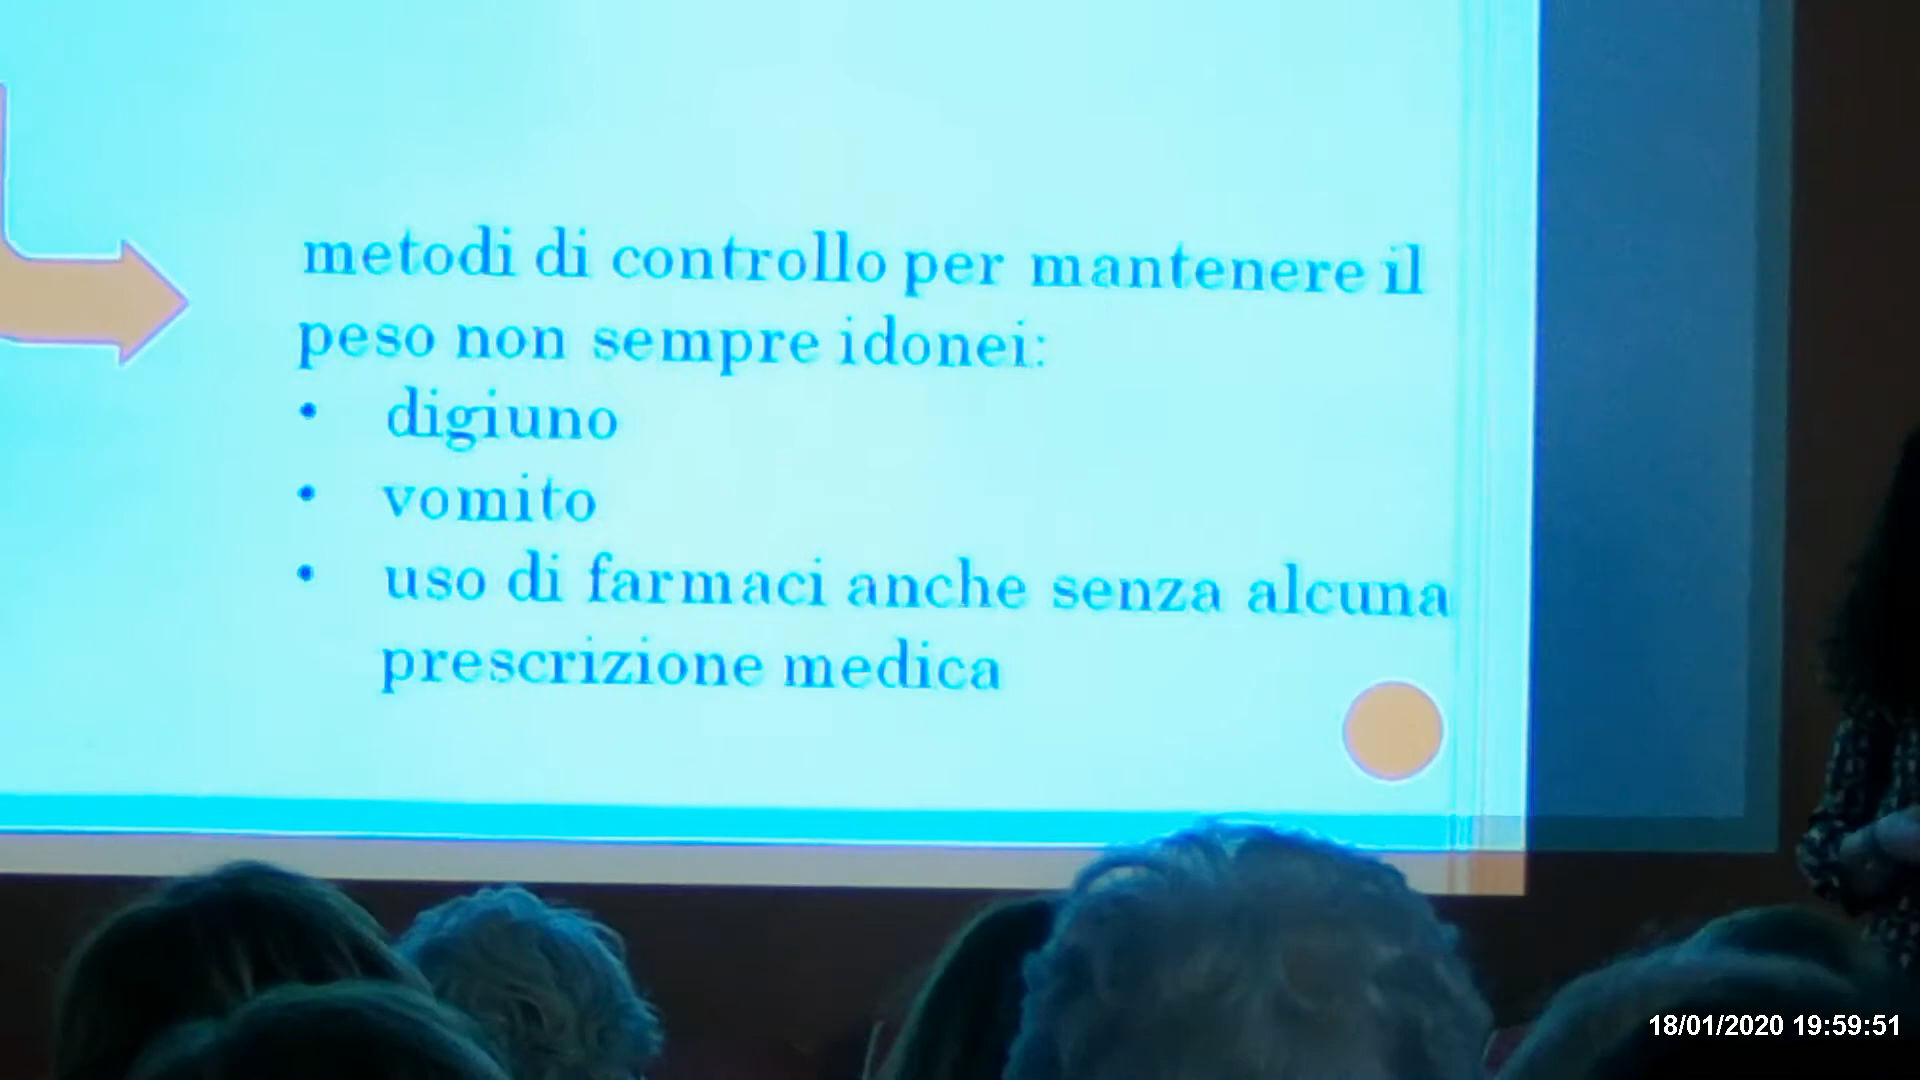 metodi di controllo per mantenere il
peso non sempre idonei:
• digiuno
• vomito
• uso di farmaci anche senza alcuna
prescrizione medica
18/01/2020 19:59:51